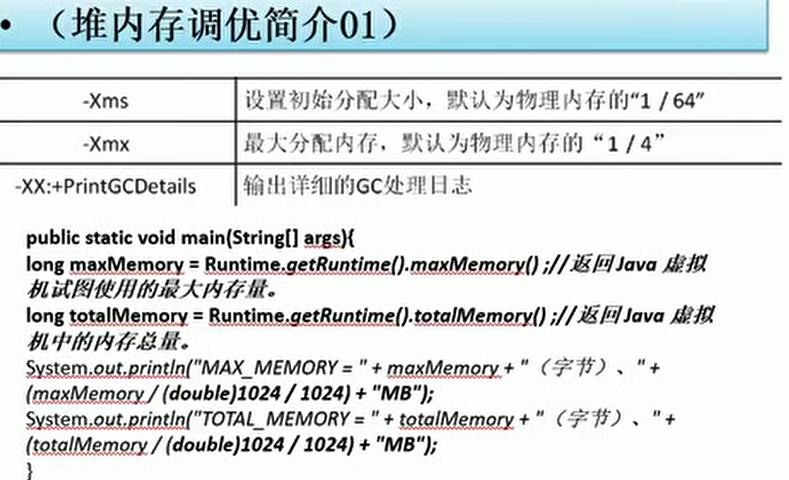 • （堆内存调优简介01）
-Xms 设置初始分配大小，默认为物理内存的“1 / 64”
-Xmx 最大分配内存，默认为物理内存的“1 / 4”
-XX:+PrintGCDetails 输出详细的GC处理日志
public static void main(String[] args){
long maxMemory = Runtime.getRuntime().maxMemory() ;//返回 Java 虚拟
机试图使用的最大内存量。
long totalMemory = Runtime.getRuntime().totalMemory() ;//返回 Java 虚拟
机中的内存总量。
System.out.println("MAX_MEMORY = " + maxMemory + "（字节）、" +
(maxMemory / (double)1024 / 1024) + "MB");
System.out.println("TOTAL_MEMORY = " + totalMemory + "（字节）、" +
(totalMemory / (double)1024 / 1024) + "MB");
}